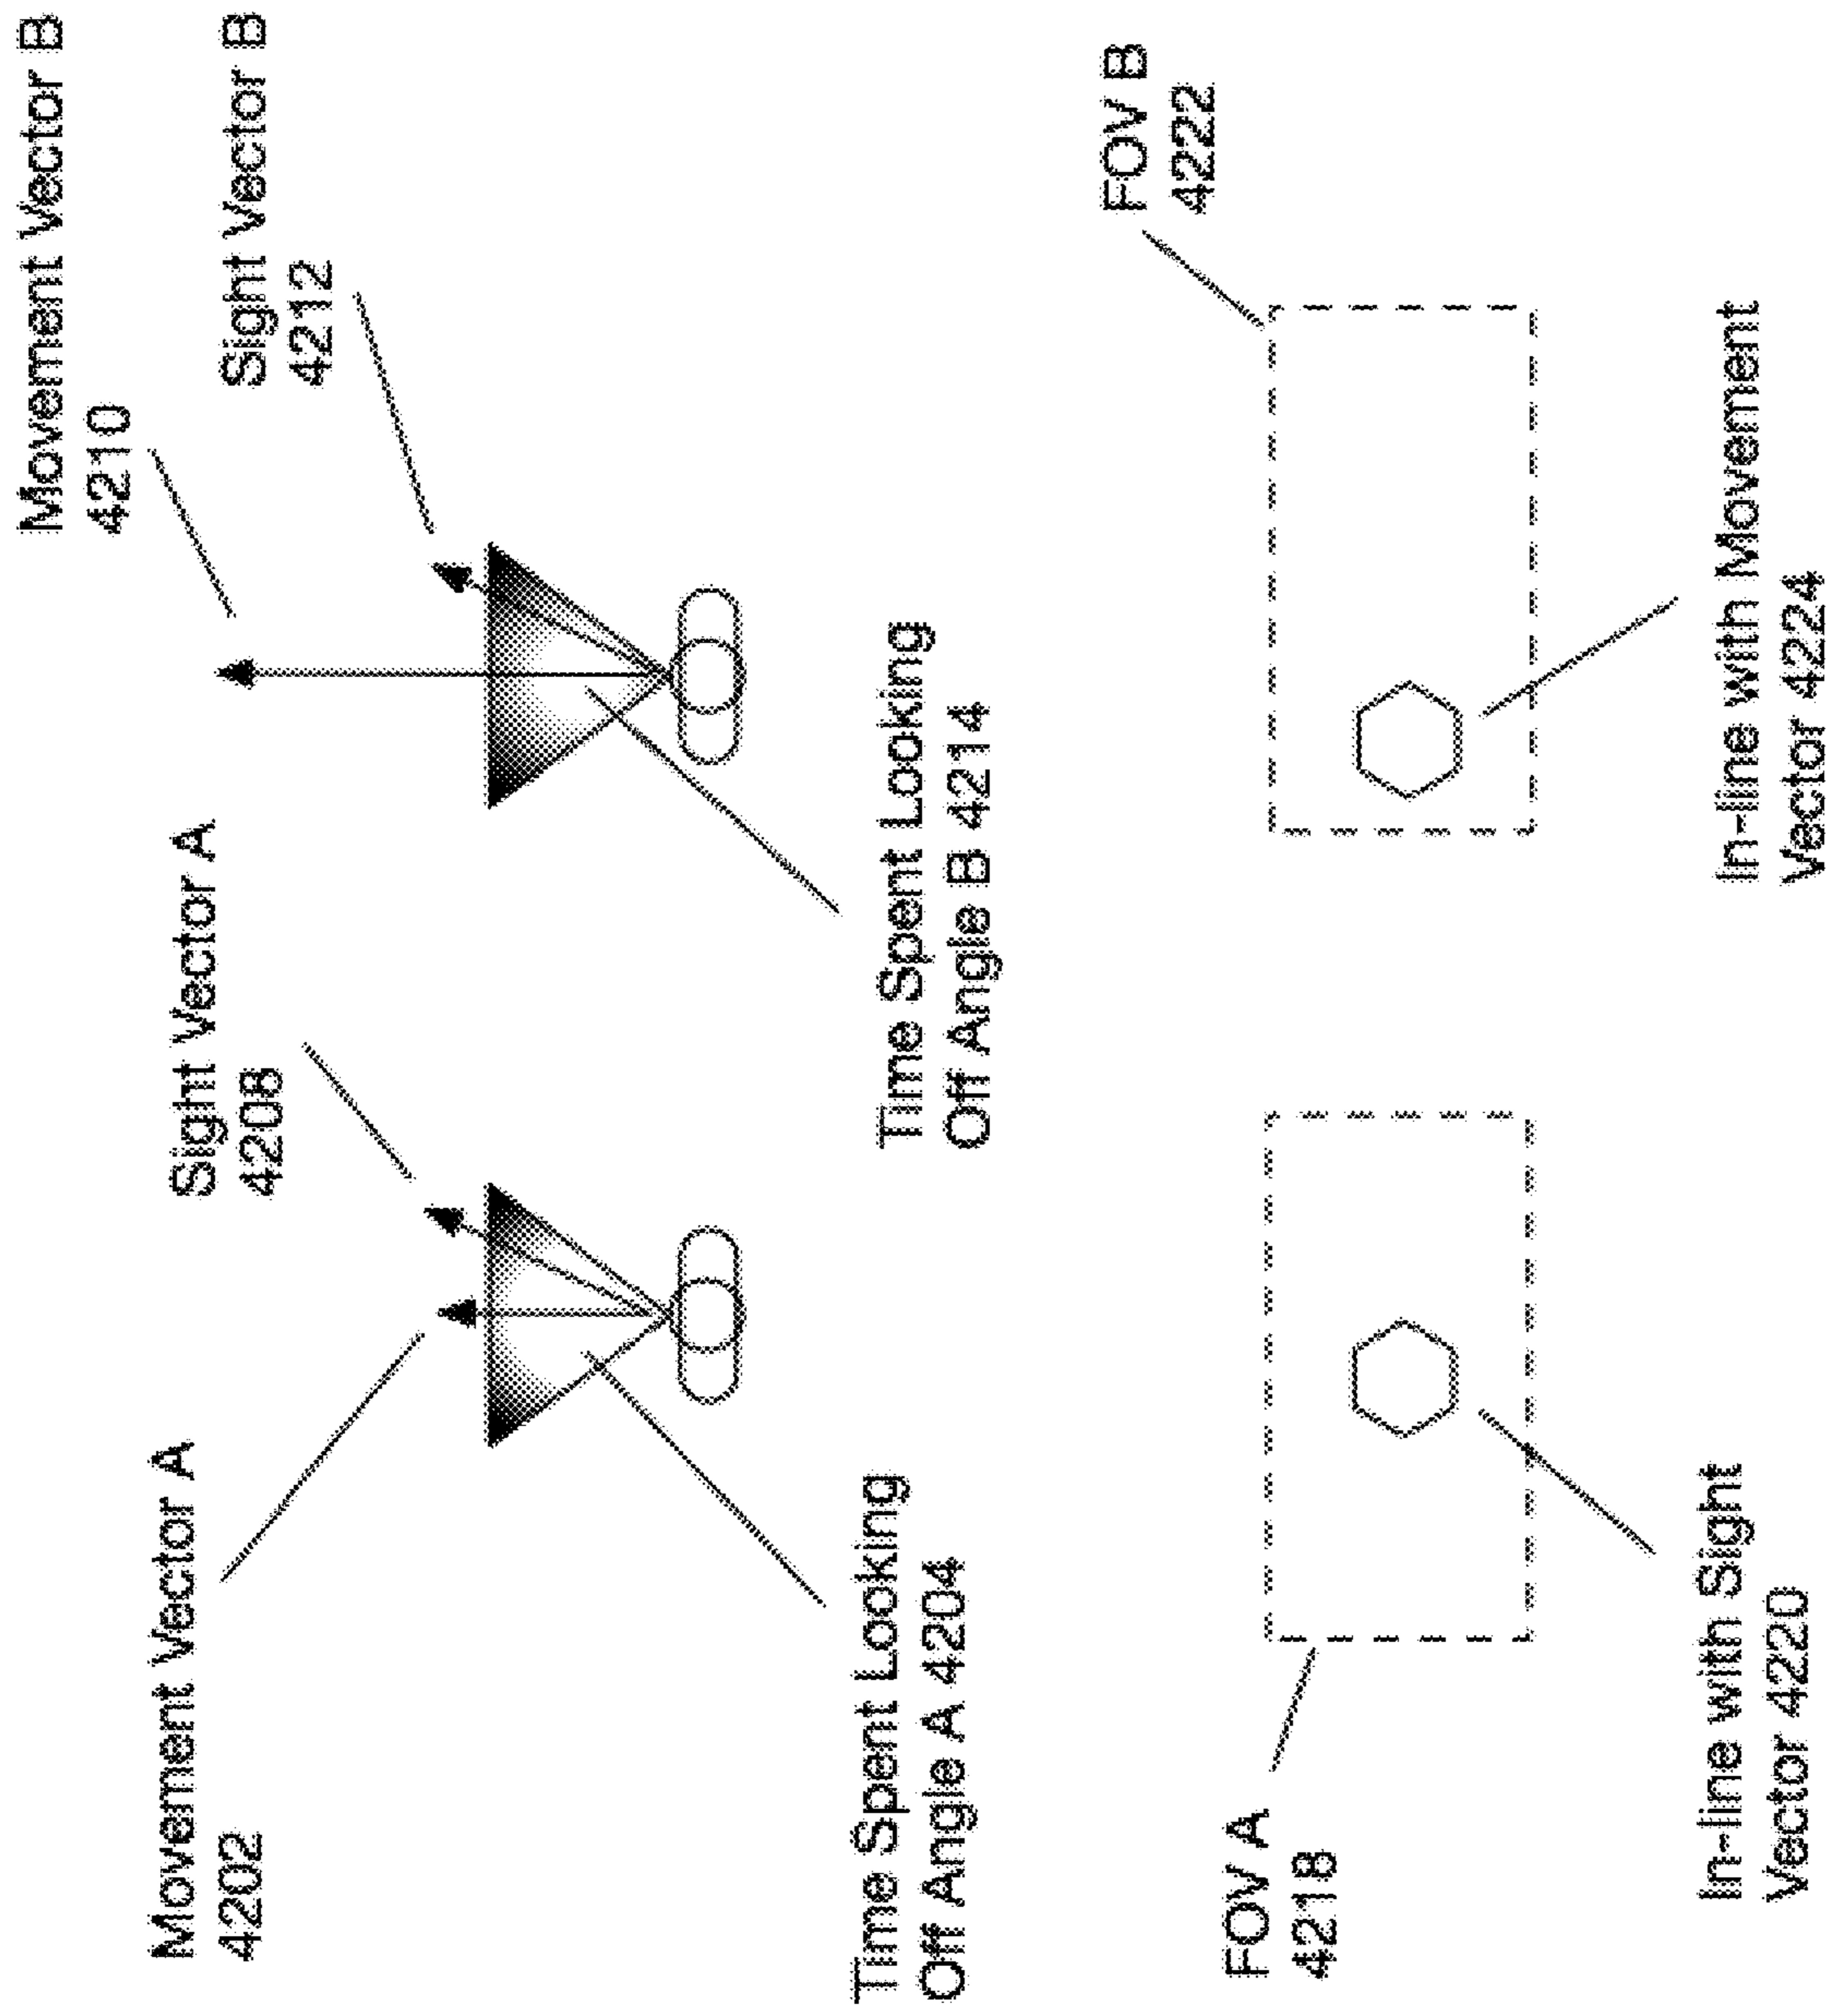 Movement Vector A
4202
Sight Vector A
4208
Movement Vector B
4210
Sight Vector B
4212
Time Spent Looking
Off Angle A 4204
Time Spent Looking
Off Angle B 4214
FOV A
4218
FOV B
4222
In-line with Sight
Vector 4220
In-line with Movement
Vector 4224